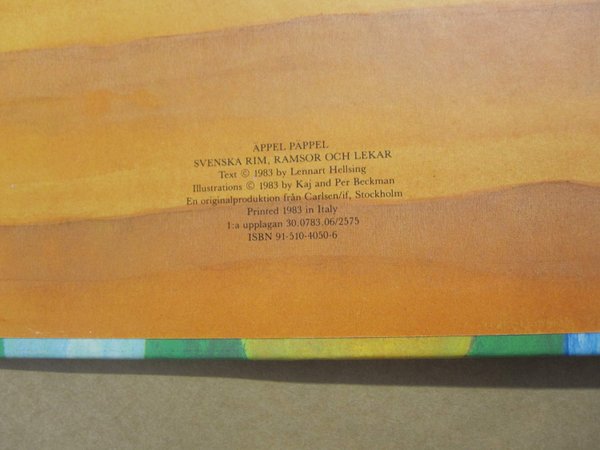 ÄPPEL PÄPPEL
SVENSKA RIM, RAMSOR OCH LEKAR
Text © 1983 by Lennart Hellsing
Illustrations © 1983 by Kaj and Per Beckman
En originalproduktion från Carlsen/if, Stockholm
Printed 1983 in Italy
1:a upplagan 30.0783.06/2575
ISBN 91-510-4050-6